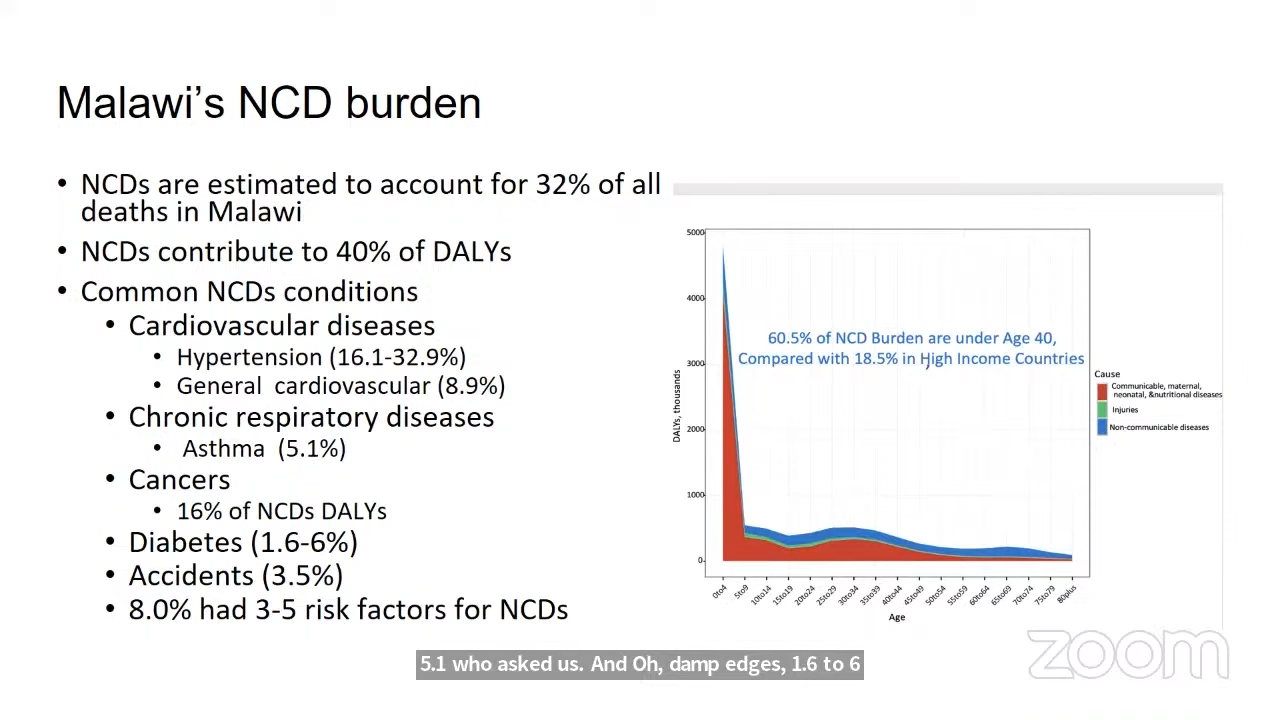 Malawi's NCD burden
• NCDs are estimated to account for 32% of all
deaths in Malawi
• NCDs contribute to 40% of DALYs
• Common NCDs conditions
• Cardiovascular diseases
• Hypertension (16.1-32.9%)
• General cardiovascular (8.9%)
• Chronic respiratory diseases
• Asthma (5.1%)
• Cancers
• 16% of NCDs DALYs
• Diabetes (1.6-6%)
• Accidents (3.5%)
• 8.0% had 3-5 risk factors for NCDs
DALYs, thousands
5000
4000
3000
2000
1000
0
60.5% of NCD Burden are under Age 40,
Compared with 18.5% in High Income Countries
0to4 5to9 10to14 15to19 20to24 25to29 30to34 35to39 40to44 45to49 50to54 55to59 60to64 65to69 70to74 75to79 80plus
Age
Cause
Communicable, maternal,
neonatal, &nutritional diseases
Injuries
Non-communicable diseases
5.1 who asked us. And Oh, damp edges, 1.6 to 6
zoom